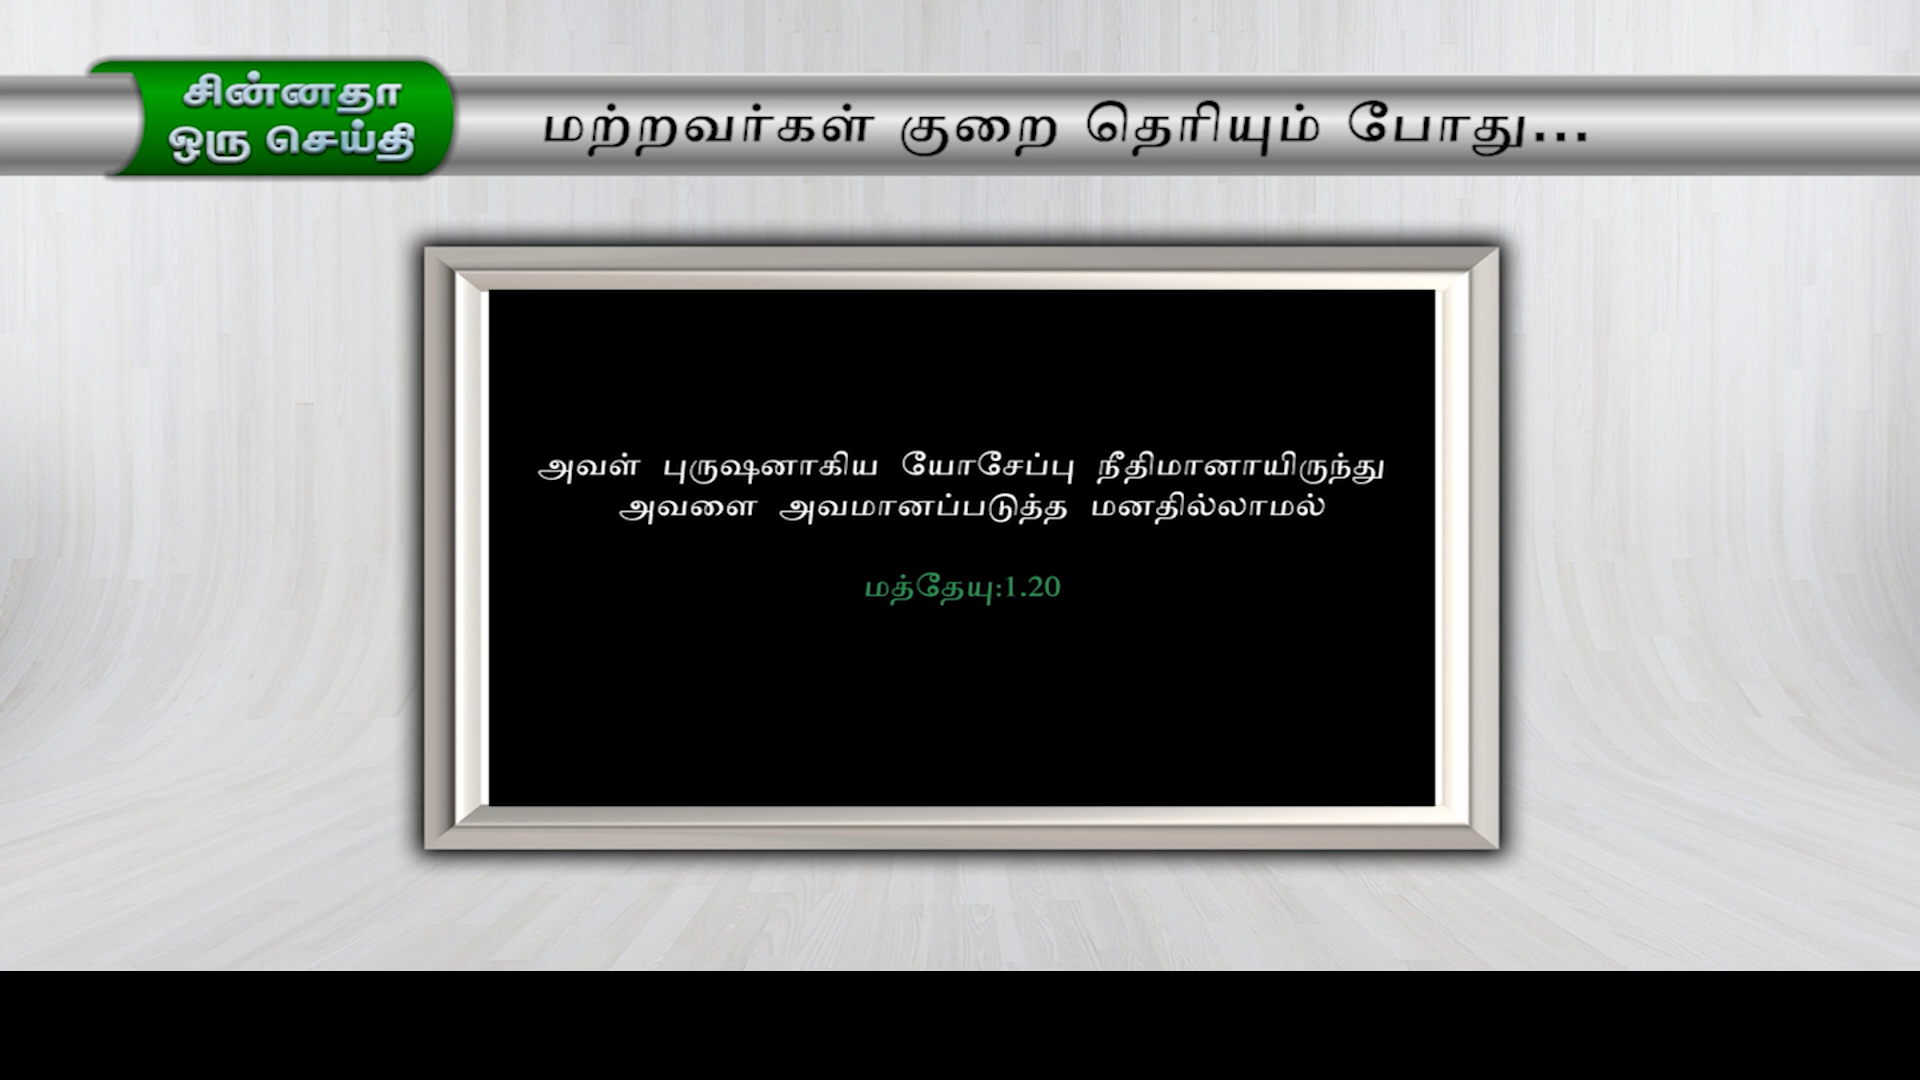 சின்னதா
ஒரு செய்தி
மற்றவர்கள் குறை தெரியும் போது...
அவள் புருஷனாகிய யோசேப்பு நீதிமானாயிருந்து
அவளை அவமானப்படுத்த மனதில்லாமல்
மத்தேயு:1.20